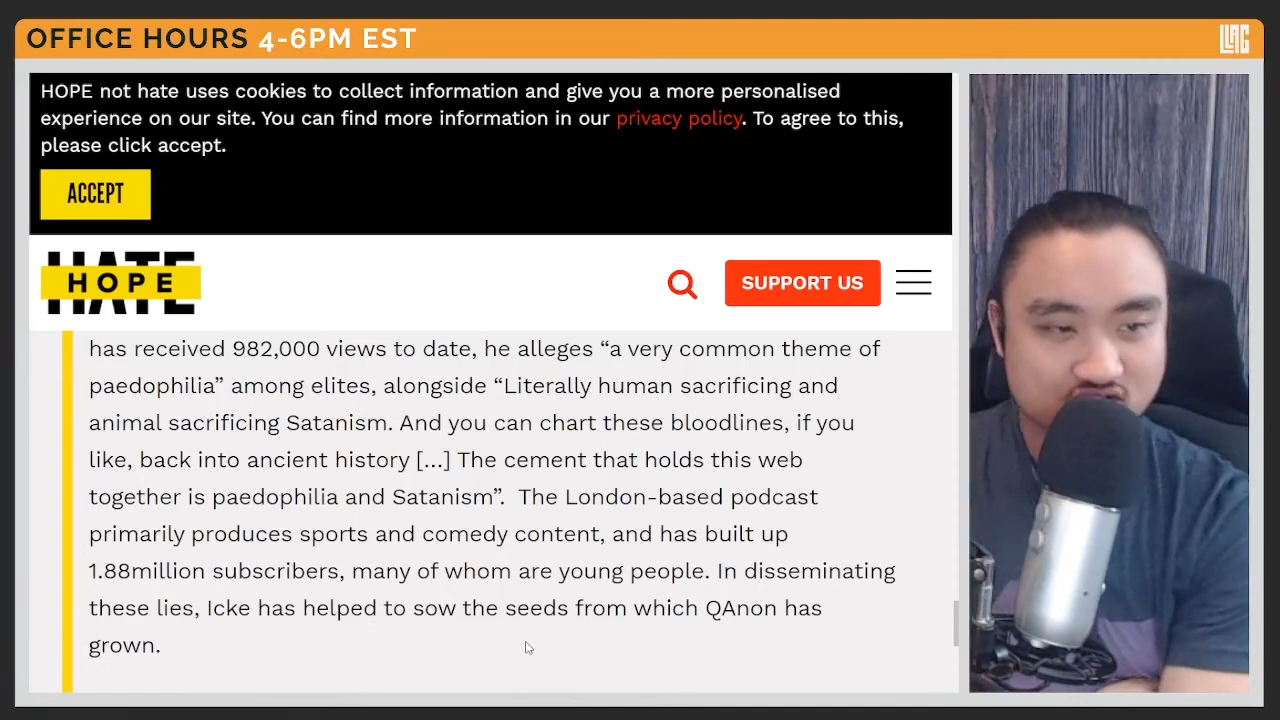 OFFICE HOURS 4-6PM EST
LLAG
HOPE not hate uses cookies to collect information and give you a more personalised
experience on our site. You can find more information in our privacy policy. To agree to this,
please click accept.
ACCEPT
HATE
HOPE
SUPPORT US
has received 982,000 views to date, he alleges “a very common theme of
paedophilia” among elites, alongside “Literally human sacrificing and
animal sacrificing Satanism. And you can chart these bloodlines, if you
like, back into ancient history [...] The cement that holds this web
together is paedophilia and Satanism”.  The London-based podcast
primarily produces sports and comedy content, and has built up
1.88million subscribers, many of whom are young people. In disseminating
these lies, Icke has helped to sow the seeds from which QAnon has
grown.